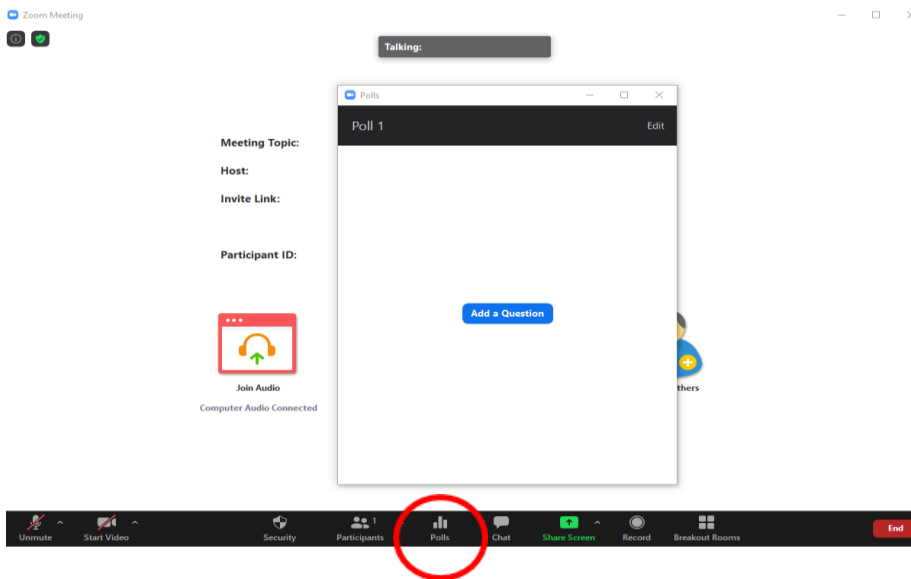 Zoom Meeting
Talking:
Polls
Poll 1
Edit
Meeting Topic:
Host:
Invite Link:
Participant ID:
Add a Question
Join Audio
Computer Audio Connected
thers
1
Unmute
Start Video
Security
Participants
Polls
Chat
Share Screen
Record
Breakout Rooms
End